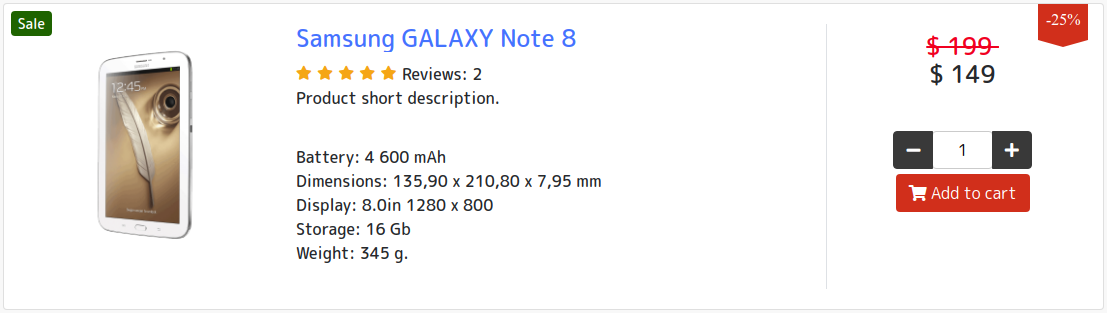 Sale
-25%
SAMSUNG
12:45
Samsung GALAXY Note 8
Reviews: 2
Product short description.
Battery: 4 600 mAh
Dimensions: 135,90 x 210,80 x 7,95 mm
Display: 8.0in 1280 x 800
Storage: 16 Gb
Weight: 345 g.
$ 199
$ 149
1
Add to cart